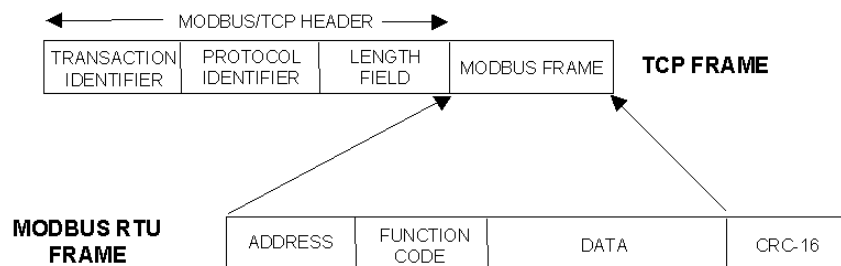 MODBUS/TCP HEADER
TRANSACTION IDENTIFIER
PROTOCOL IDENTIFIER
LENGTH FIELD
MODBUS FRAME
TCP FRAME
MODBUS RTU
FRAME
ADDRESS
FUNCTION CODE
DATA
CRC-16